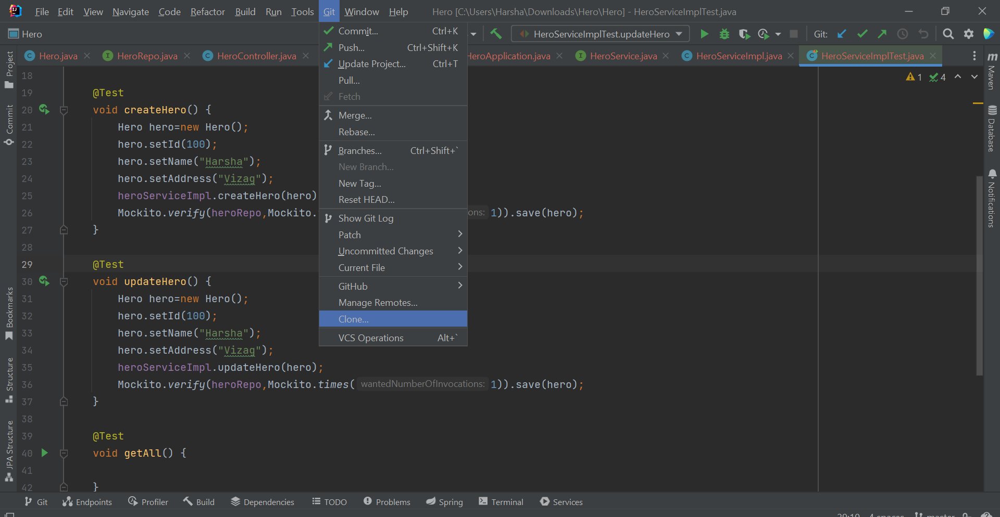 File Edit View Navigate Code Refactor Build Run Tools Git Window Help Hero [C:\Users\Harsha\Downloads\Hero\Hero] - HeroServiceImplTest.java
Hero HeroServiceImplTest.updateHero Git:
Hero.java HeroRepo.java HeroController.java HeroApplication.java HeroService.java HeroServiceImpl.java HeroServiceImplTest.java
Project
Commit
Bookmarks
Structure
JPA Structure
1 4
18
19 @Test
20 void createHero() {
21 Hero hero=new Hero();
22 hero.setId(100);
23 hero.setName("Harsha");
24 hero.setAddress("Vizag");
25 heroServiceImpl.createHero(hero)
26 Mockito.verify(heroRepo,Mockito. ons: 1)).save(hero);
27 }
28
29 @Test
30 void updateHero() {
31 Hero hero=new Hero();
32 hero.setId(100);
33 hero.setName("Harsha");
34 hero.setAddress("Vizag");
35 heroServiceImpl.updateHero(hero);
36 Mockito.verify(heroRepo,Mockito.times( wantedNumberOfInvocations: 1)).save(hero);
37 }
38
39 @Test
40 void getAll() {
41
42 }
Commit... Ctrl+K
Push... Ctrl+Shift+K
Update Project... Ctrl+T
Pull...
Fetch
Merge...
Rebase...
Branches... Ctrl+Shift+`
New Branch...
New Tag...
Reset HEAD...
Show Git Log
Patch
Uncommitted Changes
Current File
GitHub
Manage Remotes...
Clone...
VCS Operations Alt+`
m Maven
Database
Notifications
Git Endpoints Profiler Build Dependencies TODO Problems Spring Terminal Services
29:10 4 spaces master